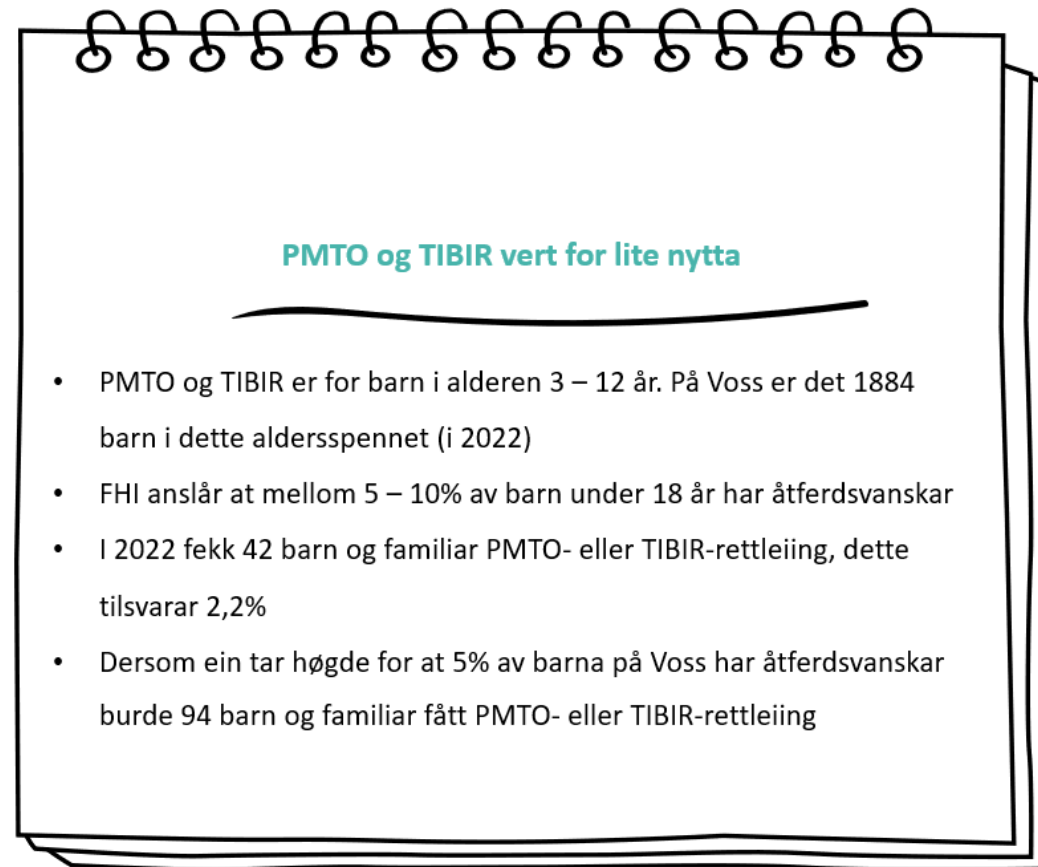 PMTO og TIBIR vert for lite nytta
• PMTO og TIBIR er for barn i alderen 3 – 12 år. På Voss er det 1884
barn i dette aldersspennet (i 2022)
• FHI anslår at mellom 5 – 10% av barn under 18 år har åtferdsvanskar
• I 2022 fekk 42 barn og familiar PMTO- eller TIBIR-rettleiing, dette
tilsvarar 2,2%
• Dersom ein tar høgde for at 5% av barna på Voss har åtferdsvanskar
burde 94 barn og familiar fått PMTO- eller TIBIR-rettleiing